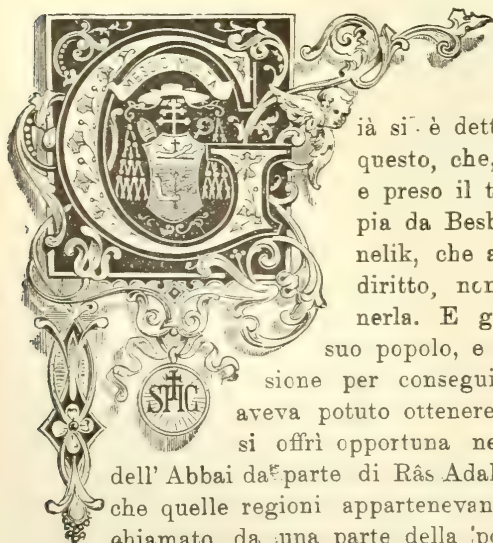 Già si è dett
questo, che,
e preso il t
pia da Besb
nelik, che a
diritto, non
nerla. E g
suo popolo, e
sione per consegui
aveva potuto ottenere
si offrì opportuna ne
dell' Abbai da parte di Râs Adal
che quelle regioni appartenevan
chiamato da una parte della po